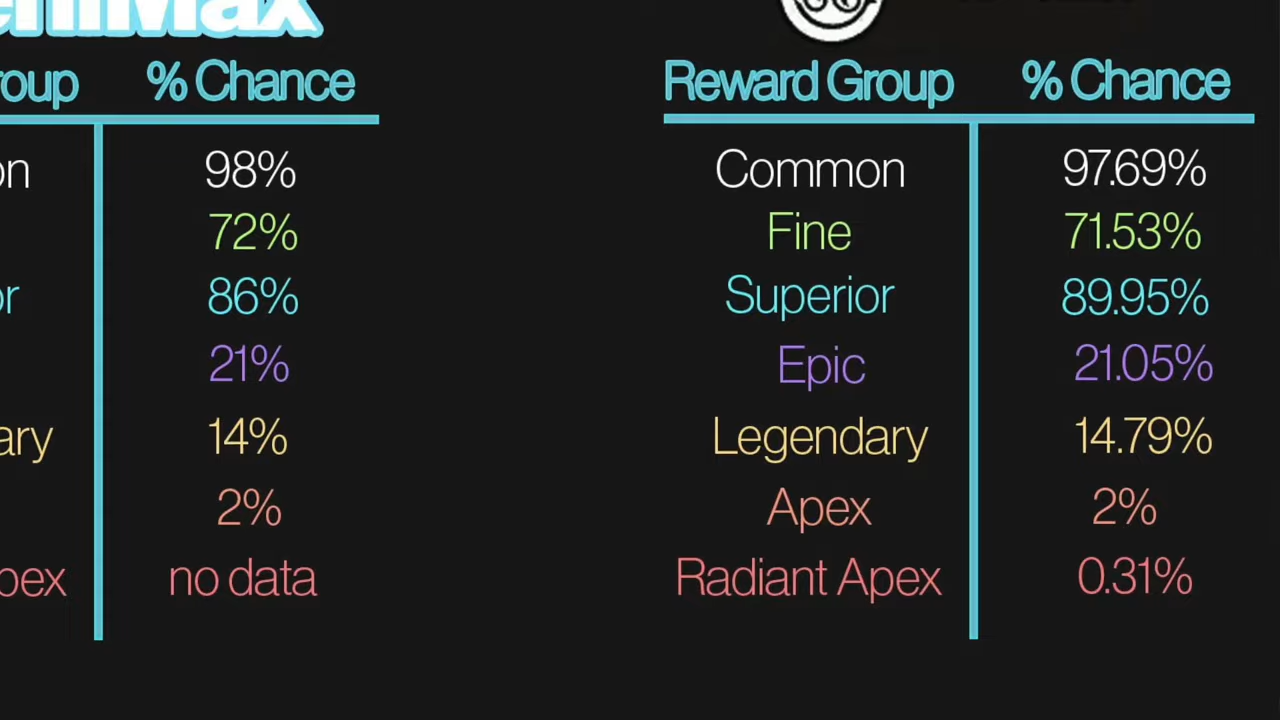 % Chance
98%
72%
86%
21%
14%
2%
no data
Reward Group % Chance
Common 97.69%
Fine 71.53%
Superior 89.95%
Epic 21.05%
Legendary 14.79%
Apex 2%
Radiant Apex 0.31%